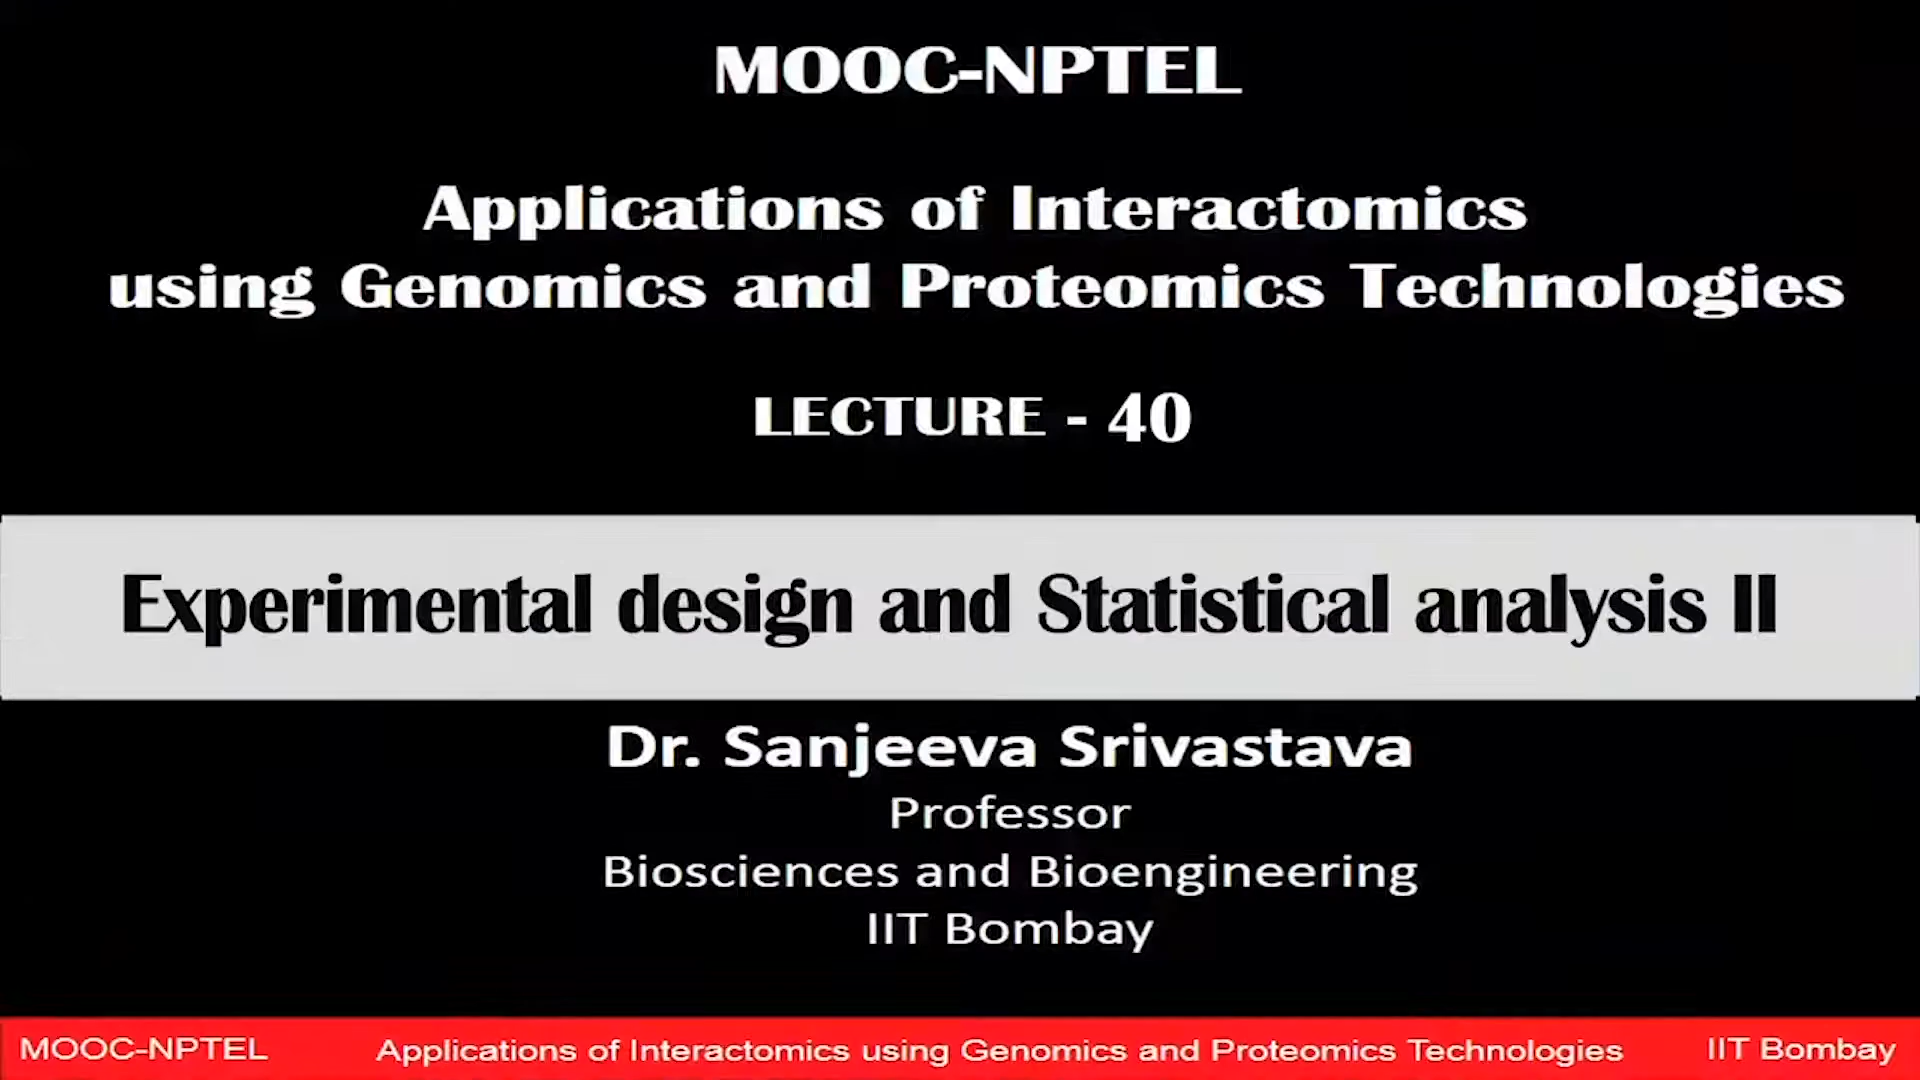 MOOC-NPTEL
Applications of Interactomics
using Genomics and Proteomics Technologies
LECTURE - 40
Experimental design and Statistical analysis II
Dr. Sanjeeva Srivastava
Professor
Biosciences and Bioengineering
IIT Bombay
MOOC-NPTEL Applications of Interactomics using Genomics and Proteomics Technologies IIT Bombay